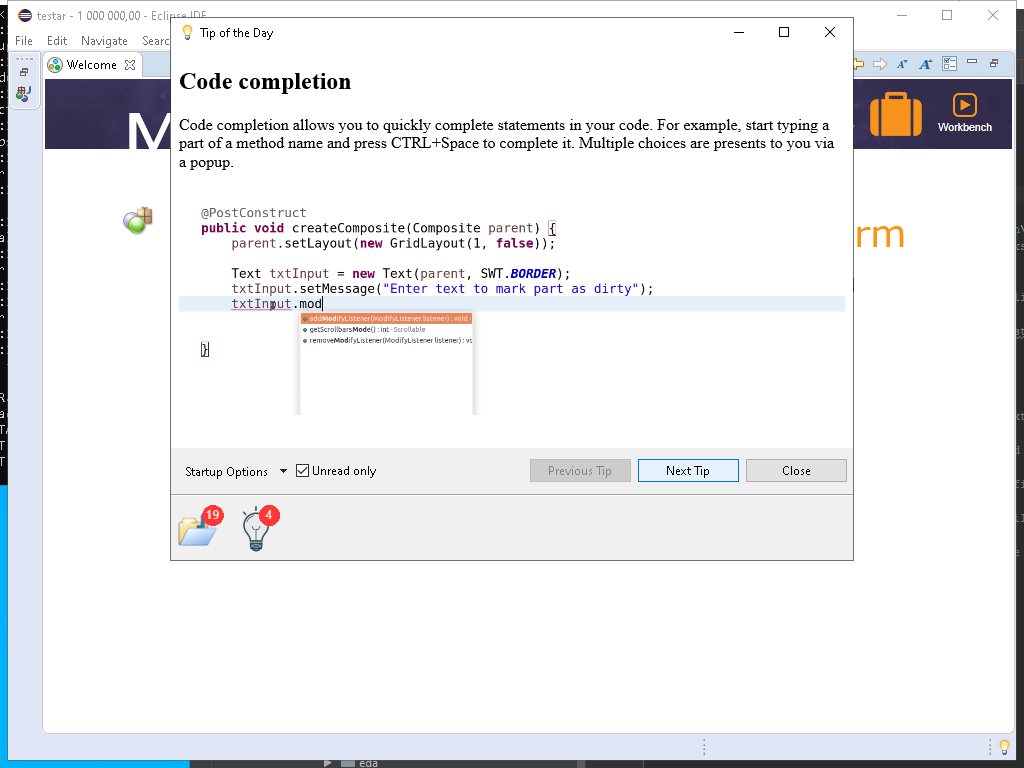 testar - 1 000 000,00 - Eclipse IDE
Tip of the Day
File Edit Navigate Searc
Welcome
M
Workbench
rm
Code completion
Code completion allows you to quickly complete statements in your code. For example, start typing a
part of a method name and press CTRL+Space to complete it. Multiple choices are presents to you via
a popup.
@PostConstruct
public void createComposite(Composite parent) {
parent.setLayout(new GridLayout(1, false));
Text txtInput = new Text(parent, SWT.BORDER);
txtInput.setMessage("Enter text to mark part as dirty");
txtInput.mod
addModifyListener(ModifyListener listener) : void -
getScrollbarsMode() : int - Scrollable
removeModifyListener(ModifyListener listener) : vo
}
Startup Options Unread only Previous Tip Next Tip Close
19 4
eda